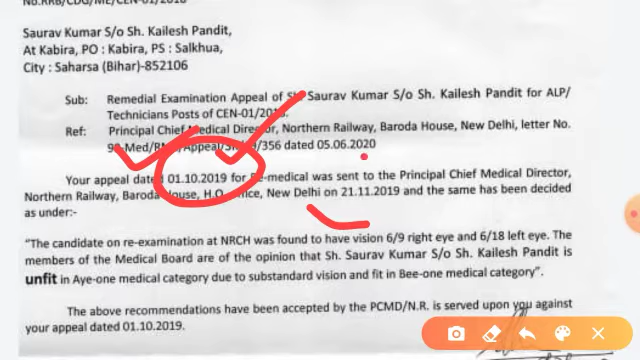 No.RRB/CDG/ME/CEN-01/2018
Saurav Kumar S/o Sh. Kailesh Pandit,
At Kabira, PO : Kabira, PS : Salkhua,
City : Saharsa (Bihar)-852106
Sub: Remedial Examination Appeal of Sh. Saurav Kumar S/o Sh. Kailesh Pandit for ALP/
Technicians Posts of CEN-01/2018.
Ref: Principal Chief Medical Director, Northern Railway, Baroda House, New Delhi, letter No.
dated 05.06.2020
Your appeal dated 01.10.2019 for Re-medical was sent to the Principal Chief Medical Director,
Northern Railway, Baroda House, H.Q. Office, New Delhi on 21.11.2019 and the same has been decided
as under:-
"The candidate on re-examination at NRCH was found to have vision 6/9 right eye and 6/18 left eye. The
members of the Medical Board are of the opinion that Sh. Saurav Kumar S/o Sh. Kailesh Pandit is
unfit in Aye-one medical category due to substandard vision and fit in Bee-one medical category".
The above recommendations have been accepted by the PCMD/N.R. is served upon you against
your appeal dated 01.10.2019.